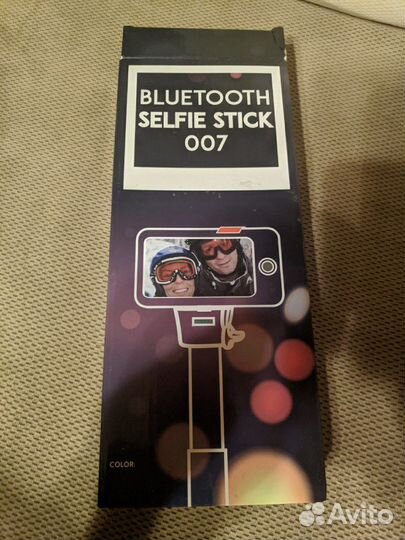 BLUETOOTH
SELFIE STICK
007
COLOR:
Avito